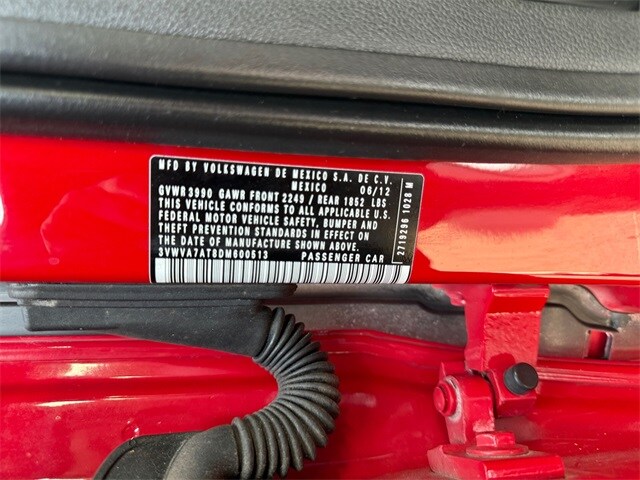 MFD BY VOLKSWAGEN DE MEXICO S.A. DE C.V.
MEXICO 06/12
GVWR 3990 GAWR FRONT 2249 / REAR 1852 LBS
THIS VEHICLE CONFORMS TO ALL APPLICABLE U.S.
FEDERAL MOTOR VEHICLE SAFETY, BUMPER, AND
THEFT PREVENTION STANDARDS IN EFFECT ON
THE DATE OF MANUFACTURE SHOWN ABOVE.
3VWVA7AT8DM600513 PASSENGER CAR
2719296 1028 M